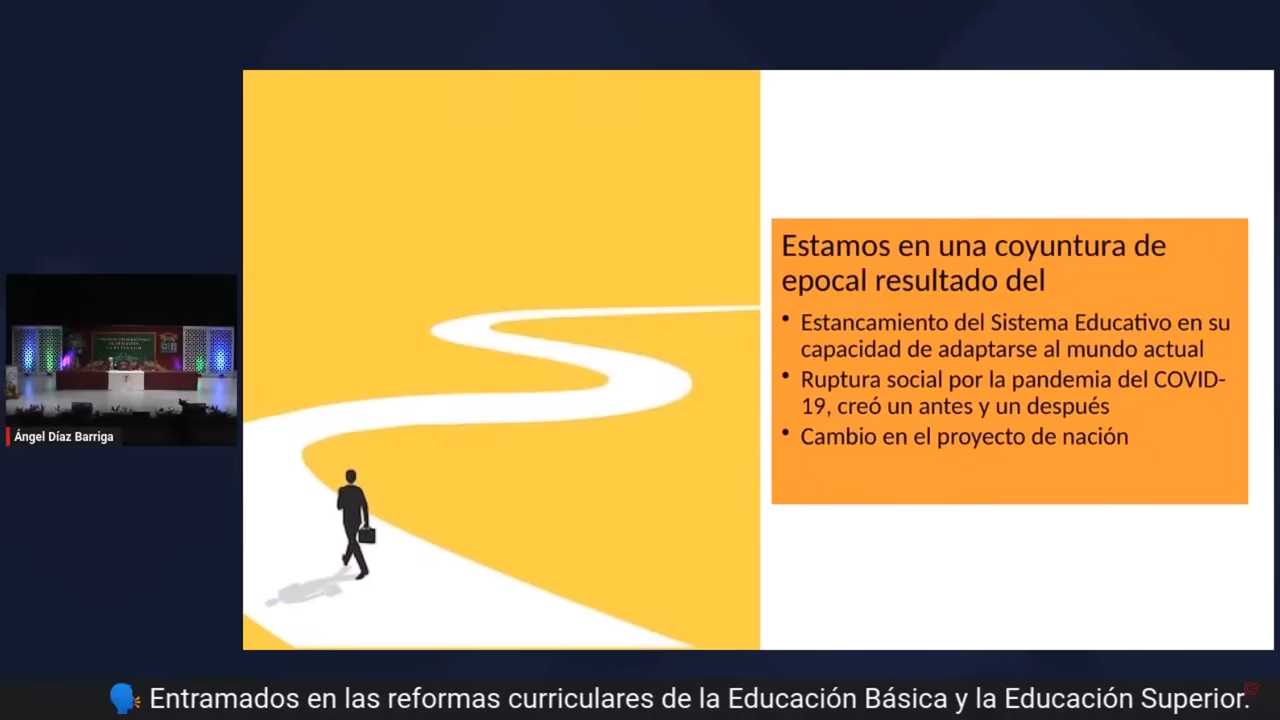 Estamos en una coyuntura de
epocal resultado del
• Estancamiento del Sistema Educativo en su
capacidad de adaptarse al mundo actual
• Ruptura social por la pandemia del COVID-
19, creó un antes y un después
• Cambio en el proyecto de nación
Ángel Díaz Barriga
Entramados en las reformas curriculares de la Educación Básica y la Educación Superior.